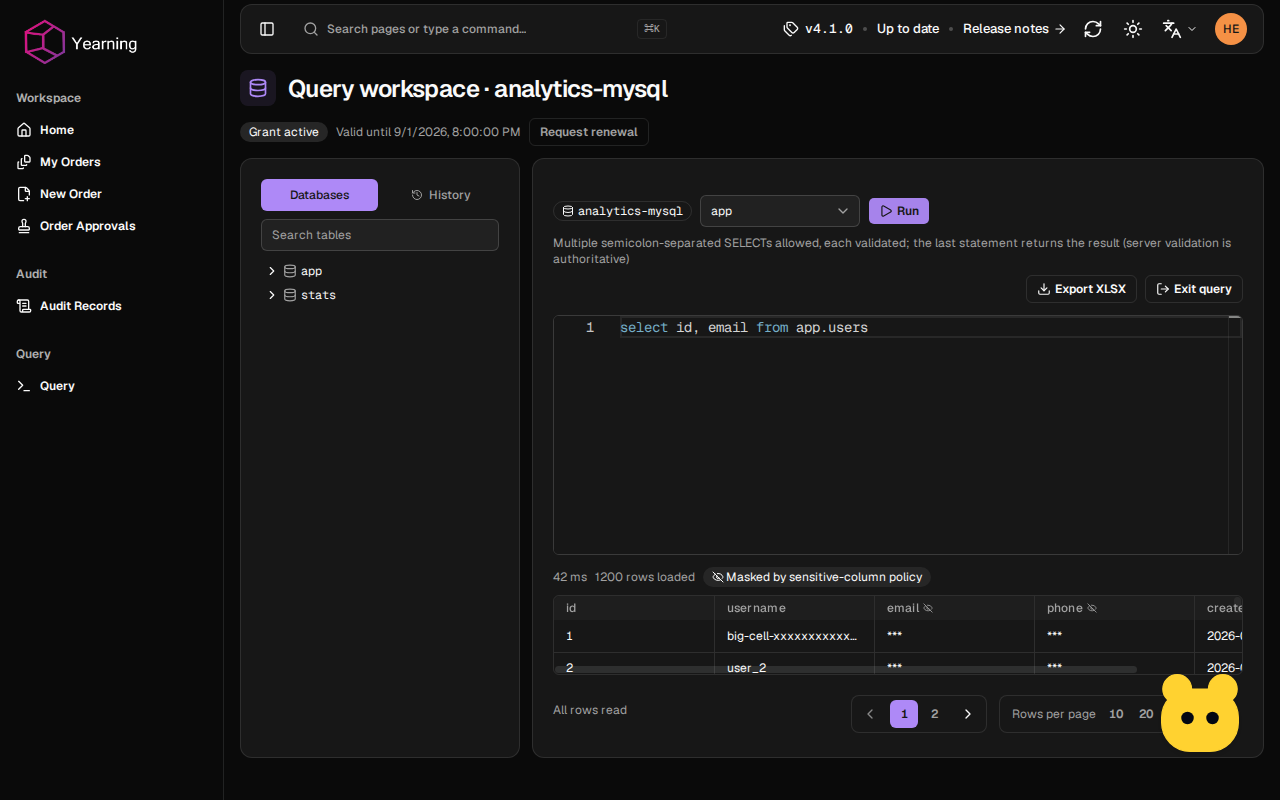 Yearning
Search pages or type a command…
⌘K
v4.1.0
Up to date
Release notes
HE
Workspace
Home
My Orders
New Order
Order Approvals
Audit
Audit Records
Query
Query
Query workspace · analytics-mysql
Grant active
Valid until 9/1/2026, 8:00:00 PM
Request renewal
Databases
History
Search tables
app
stats
analytics-mysql
app
Run
Multiple semicolon-separated SELECTs allowed, each validated; the last statement returns the result (server validation is
authoritative)
Export XLSX
Exit query
1
select id, email from app.users
42 ms
1200 rows loaded
Masked by sensitive-column policy
id
username
email
phone
1
big-cell-xxxxxxxxxxx…
***
***
2
user_2
***
***
All rows read
1
2
Rows per page
10
20